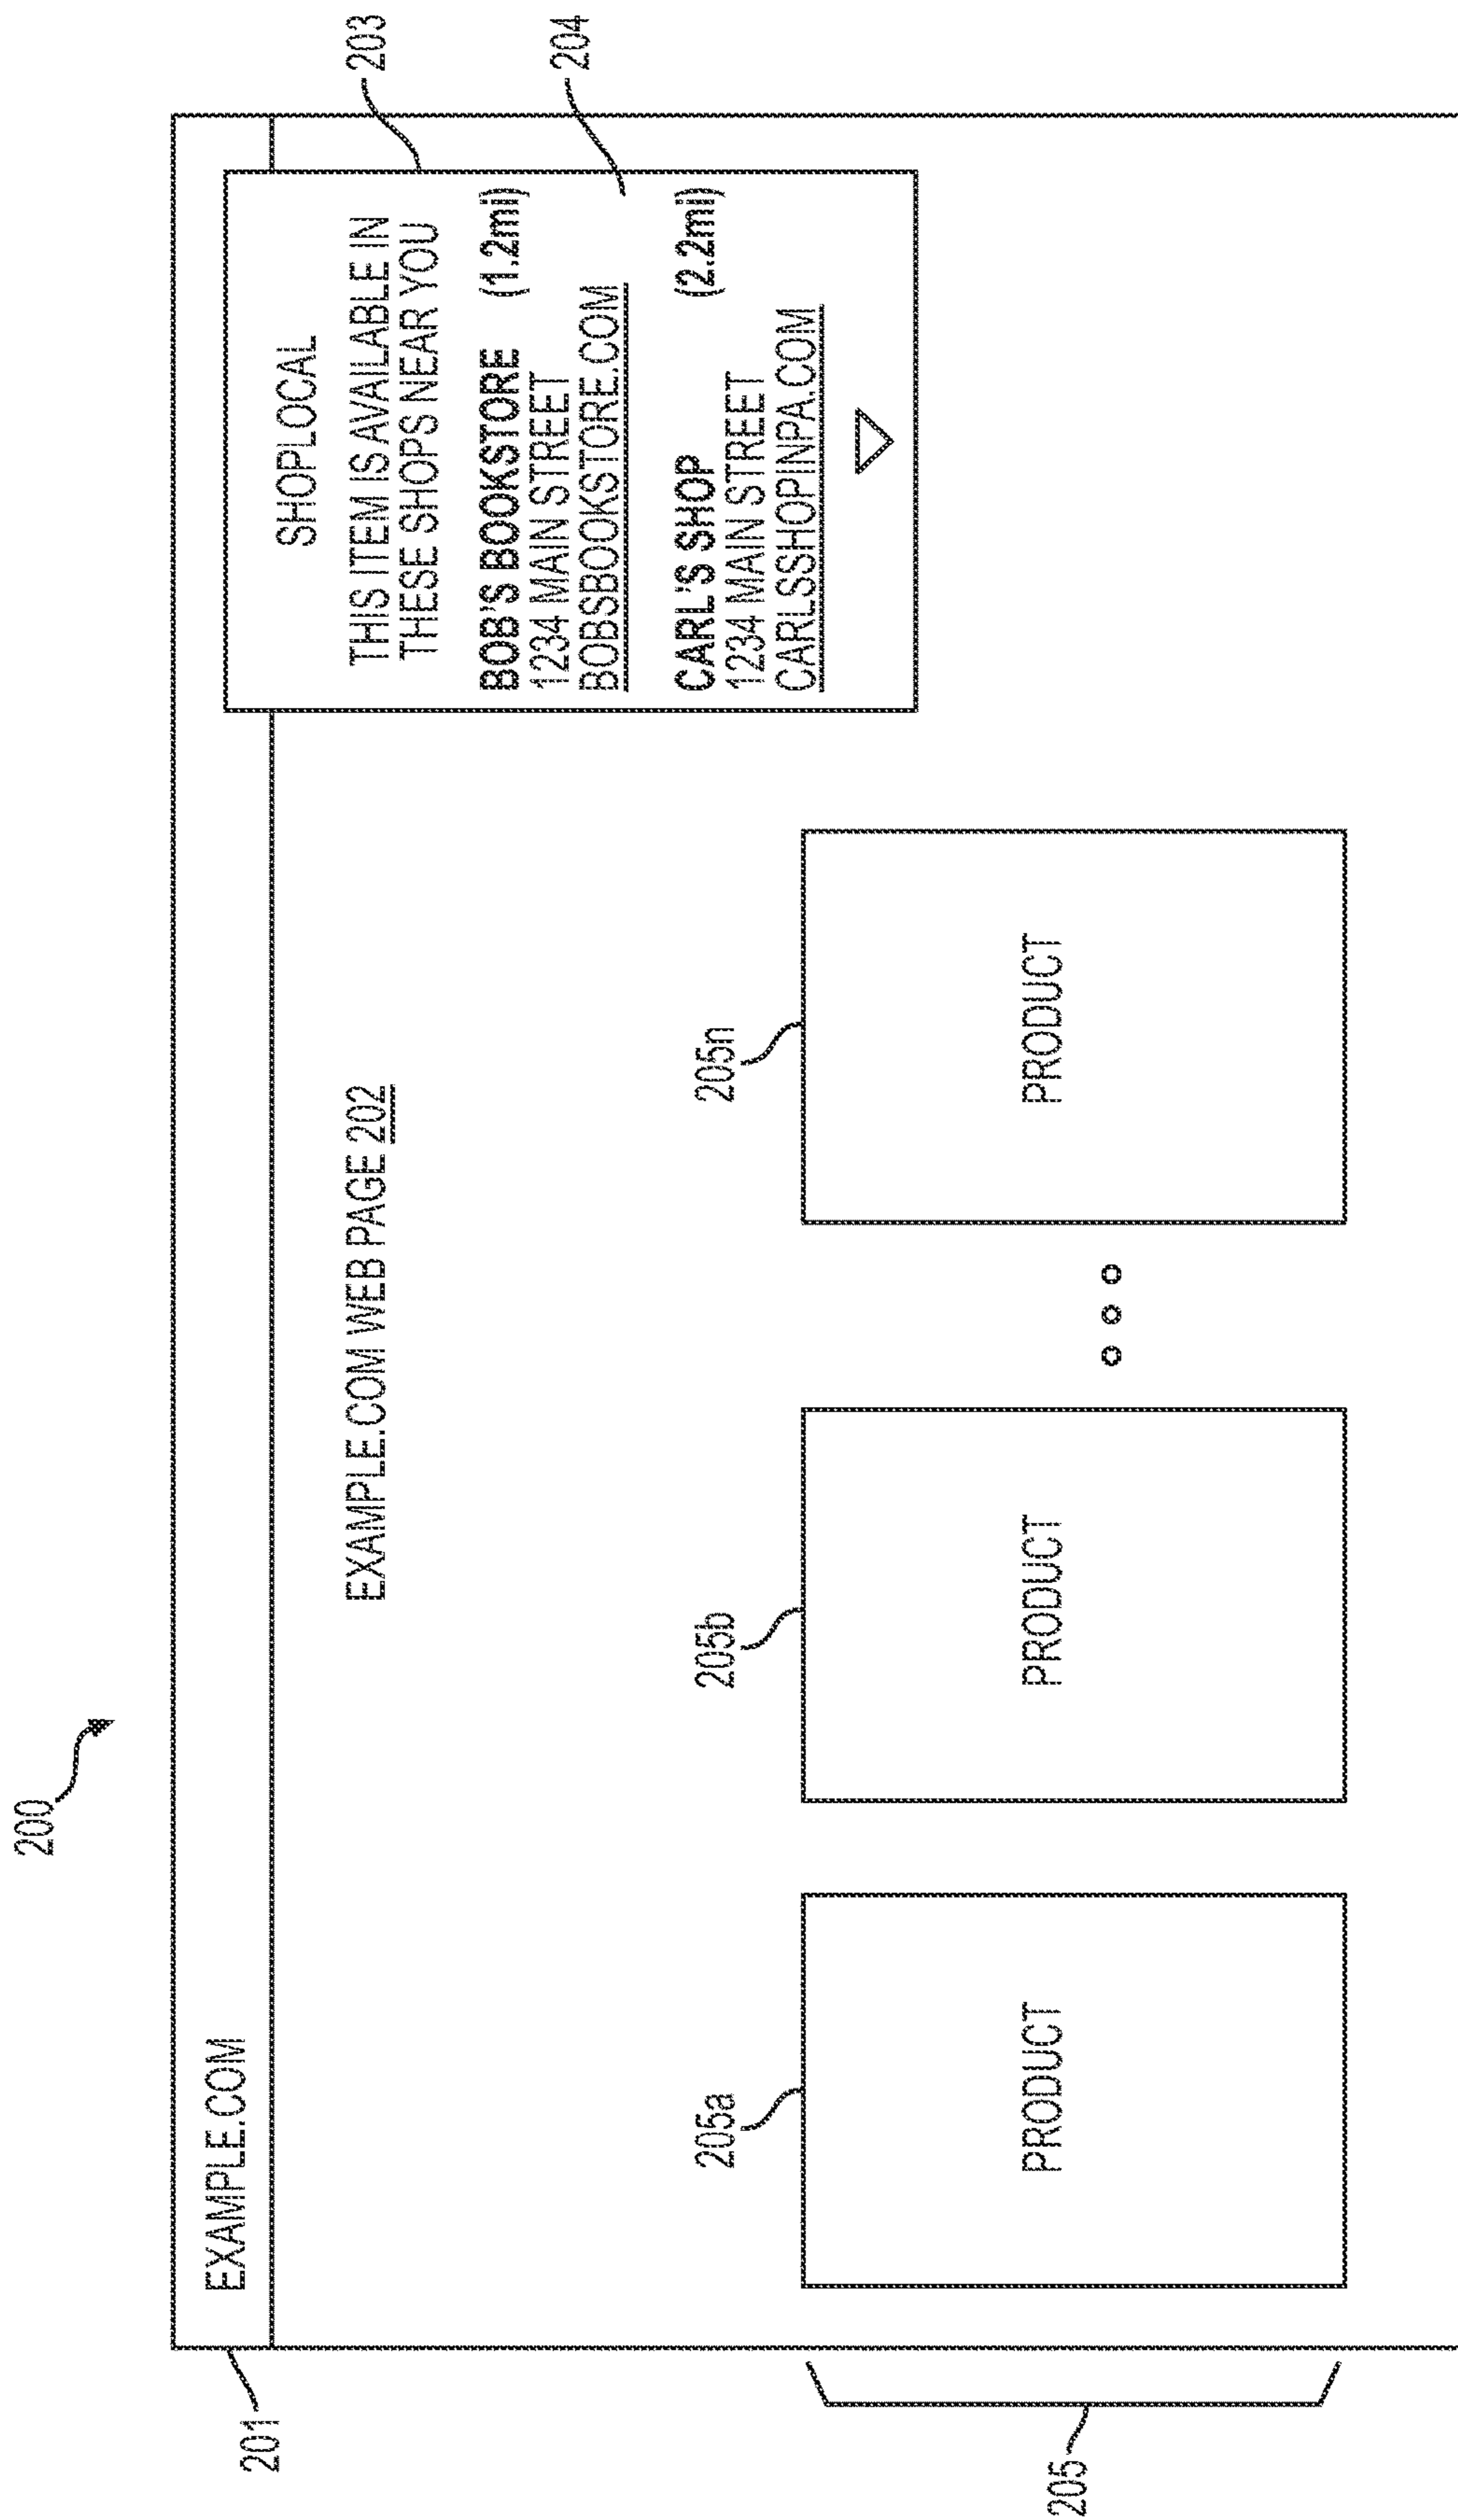 200
201
EXAMPLE.COM
EXAMPLE.COM WEB PAGE 202
203
SHOPLOCAL
THIS ITEM IS AVAILABLE IN
THESE SHOPS NEAR YOU
BOB'S BOOKSTORE (1.2mi)
1234 MAIN STREET
BOBSBOOKSTORE.COM
204
CARL'S SHOP (2.2mi)
1234 MAIN STREET
CARLSSHOPINPA.COM
205
205a
PRODUCT
205b
PRODUCT
205n
PRODUCT